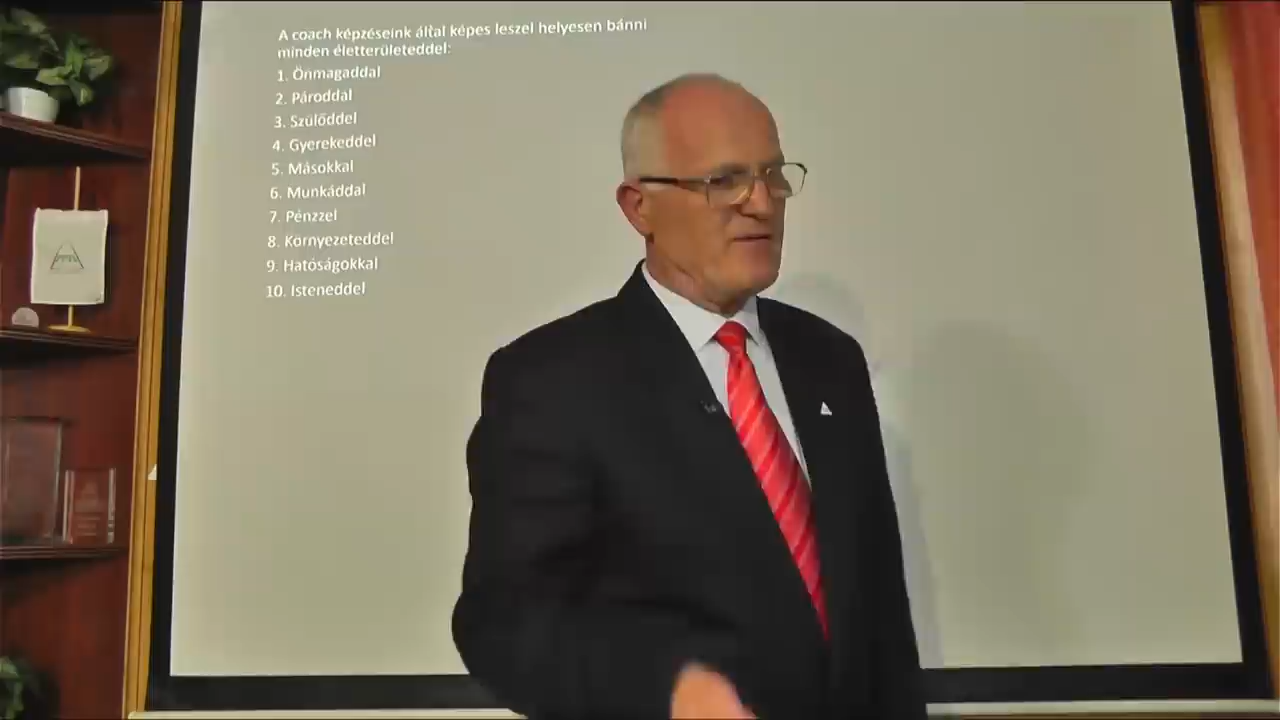 A coach képzéseink által képes leszel helyesen bánni
minden életterületeddel:
1. Önmagaddal
2. Pároddal
3. Szülőddel
4. Gyerekeddel
5. Másokkal
6. Munkáddal
7. Pénzzel
8. Környezeteddel
9. Hatóságokkal
10. Isteneddel